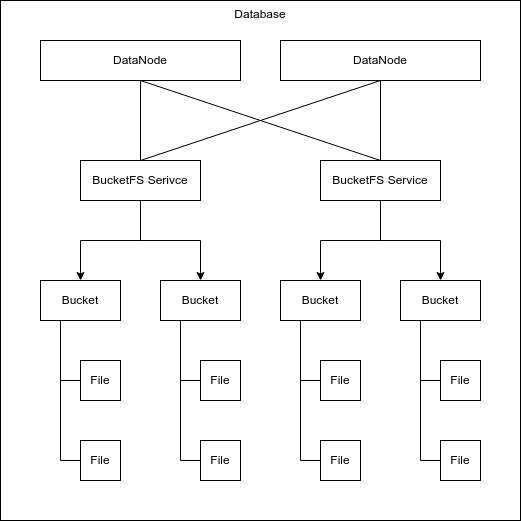 Database
DataNode
DataNode
BucketFS Serivce
BucketFS Service
Bucket
Bucket
Bucket
Bucket
File
File
File
File
File
File
File
File